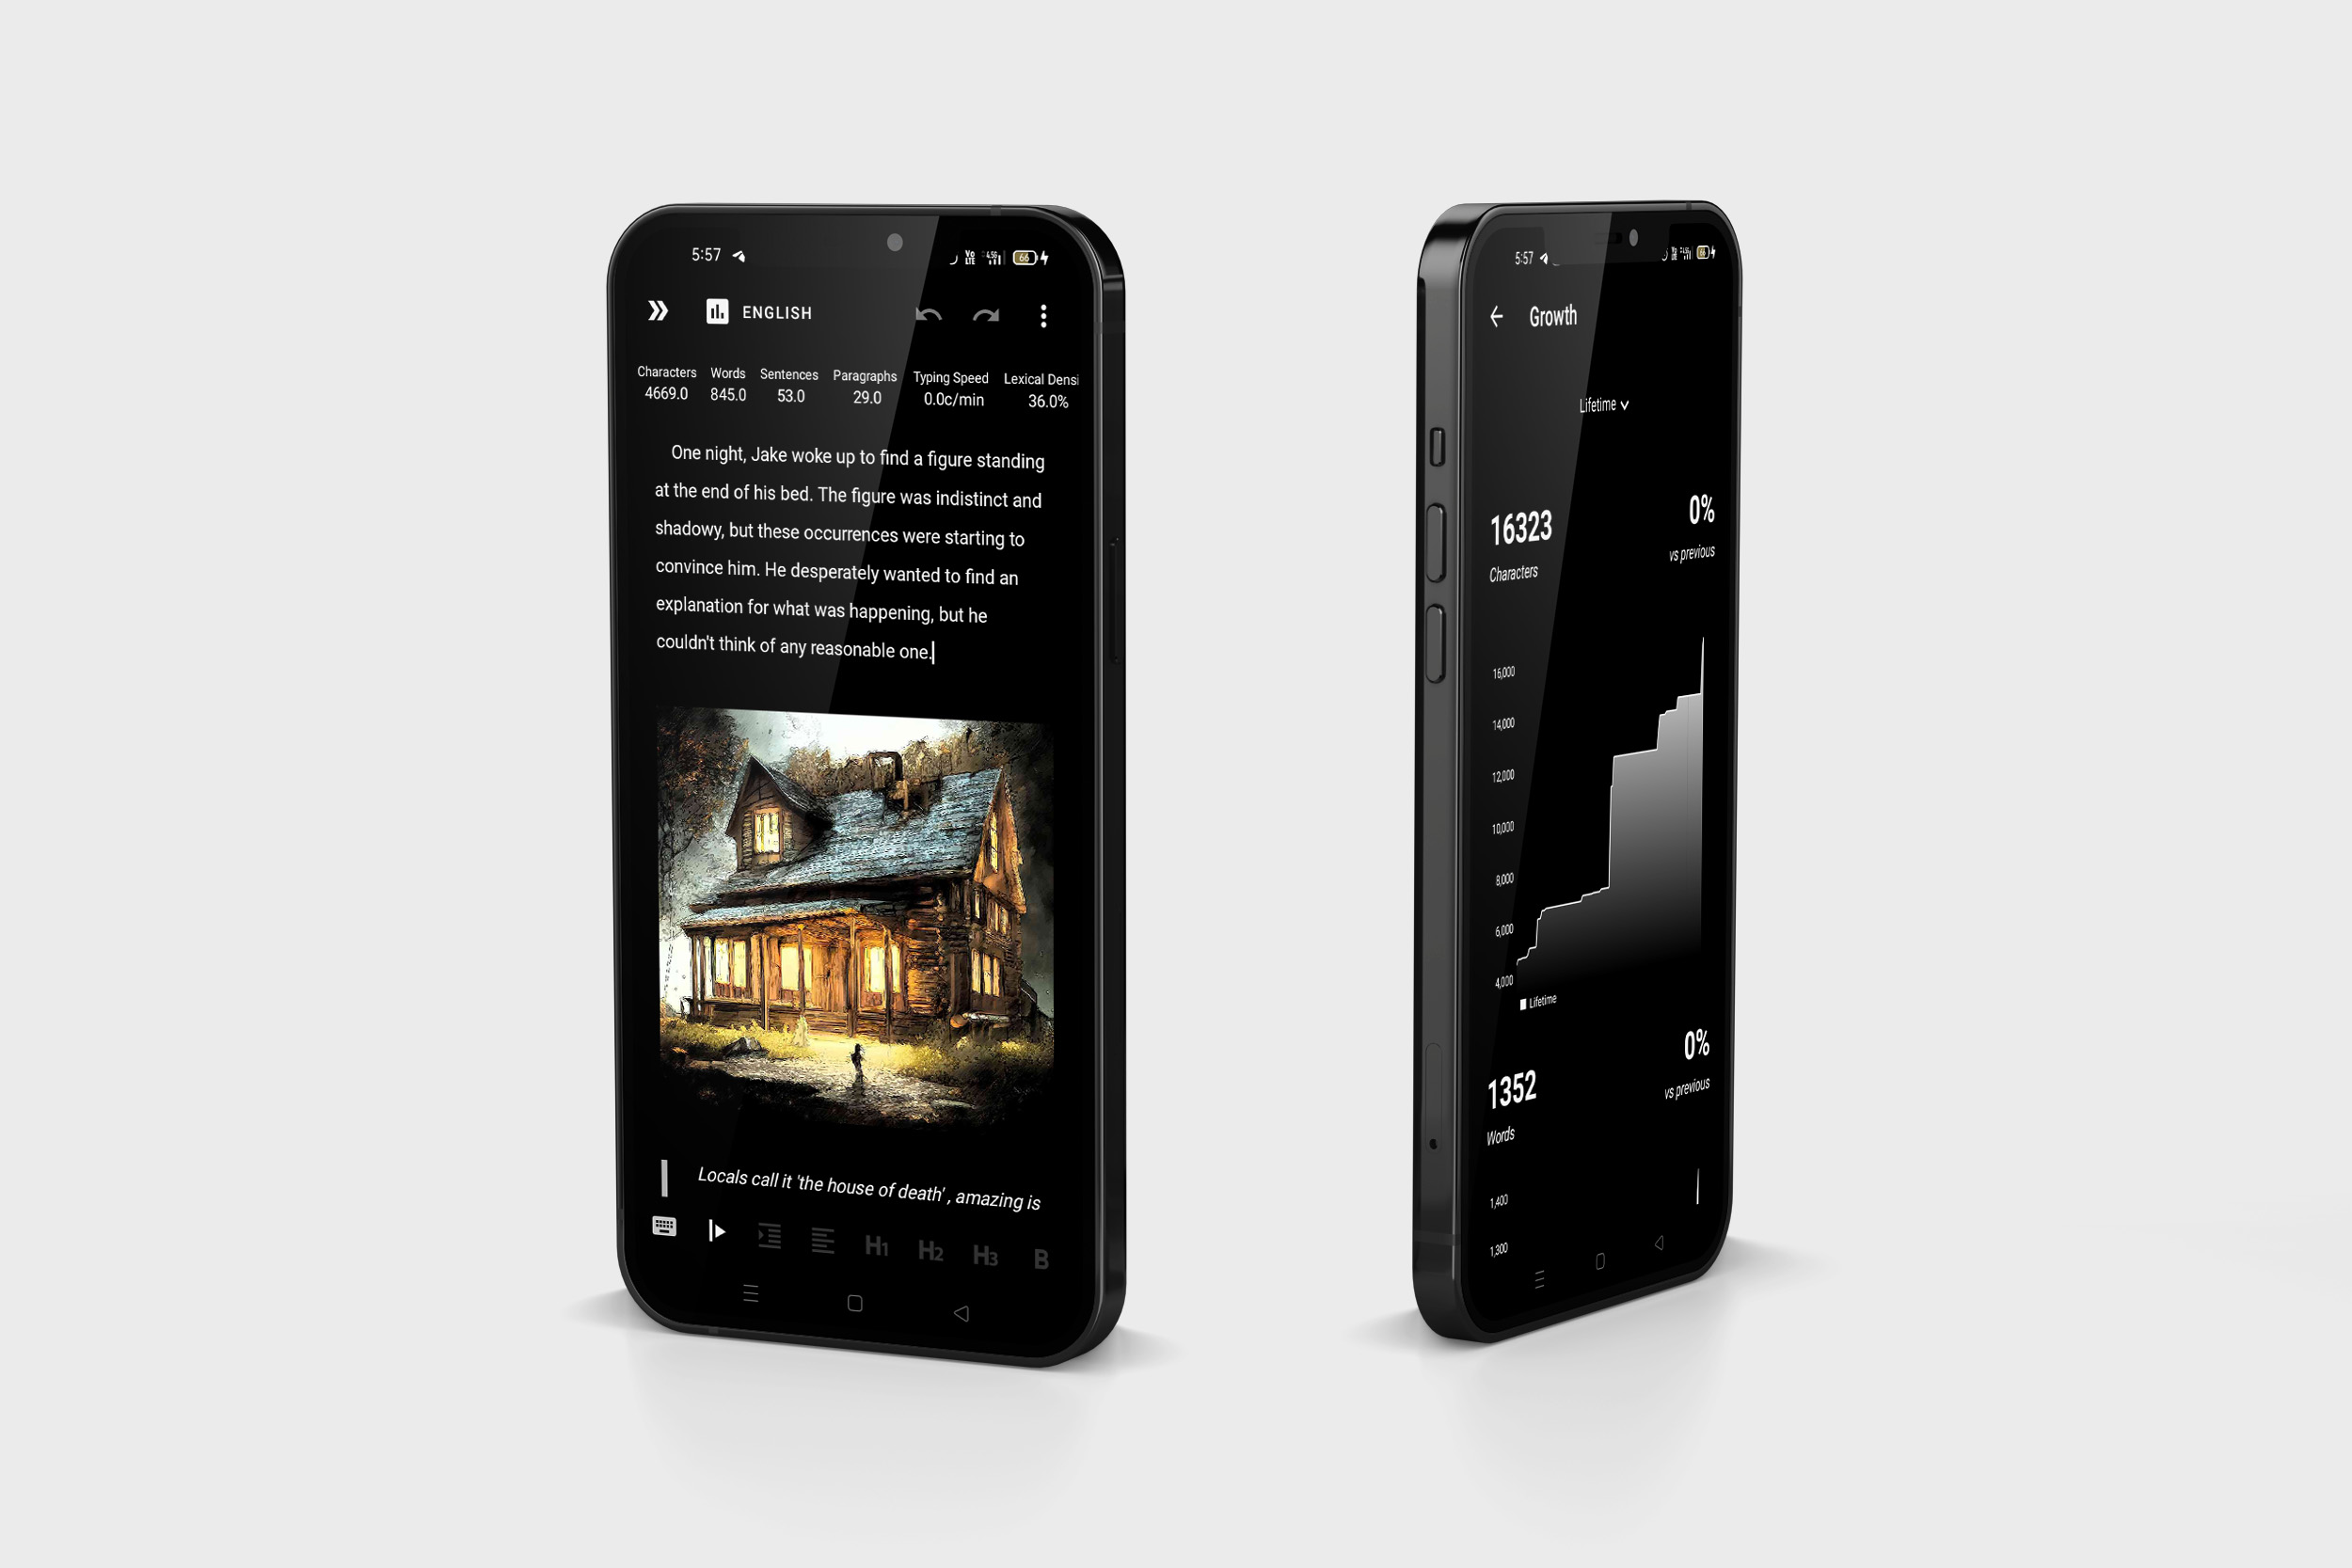 5:57
66
ENGLISH
Characters Words Sentences Paragraphs Typing Speed Lexical Densi
4669.0 845.0 53.0 29.0 0.0c/min 36.0%
One night, Jake woke up to find a figure standing
at the end of his bed. The figure was indistinct and
shadowy, but these occurrences were starting to
convince him. He desperately wanted to find an
explanation for what was happening, but he
couldn't think of any reasonable one.
Locals call it 'the house of death' , amazing is
H1 H2 H3 B
5:57
Growth
Lifetime
16323 0%
Characters vs previous
16,000
14,000
12,000
10,000
8,000
6,000
4,000
Lifetime
1352 0%
Words vs previous
1,400
1,300